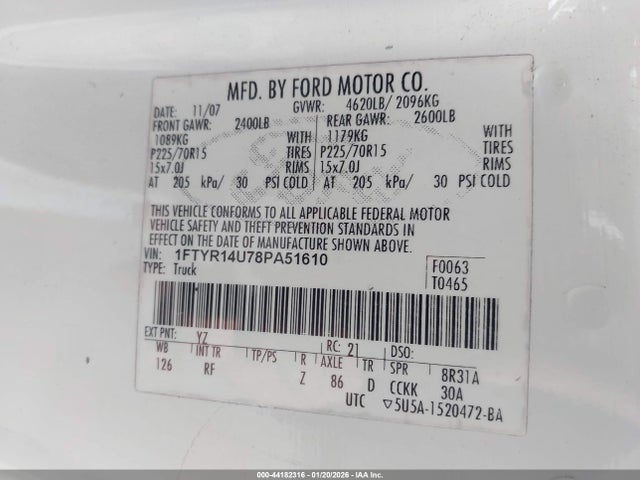 MFD. BY FORD MOTOR CO.
DATE: 11/07 GVWR: 4620LB/ 2096KG
FRONT GAWR: 2400LB REAR GAWR: 2600LB
1089KG WITH 1179KG WITH
P225/70R15 TIRES P225/70R15 TIRES
15x7.0J RIMS 15x7.0J RIMS
AT 205 kPa/ 30 PSI COLD AT 205 kPa/ 30 PSI COLD
THIS VEHICLE CONFORMS TO ALL APPLICABLE FEDERAL MOTOR
VEHICLE SAFETY AND THEFT PREVENTION STANDARDS IN
EFFECT ON THE DATE OF MANUFACTURE SHOWN ABOVE.
VIN: 1FTYR14U78PA51610 F0063
TYPE: Truck T0465
EXT PNT: YZ RC: 21 DSO:
WB INT TR TP/PS R AXLE TR SPR 8R31A
126 RF Z 86 D CCKK 30A
UTC ▽5U5A-1520472-BA
000-44182316 - 01/20/2026 - IAA Inc.